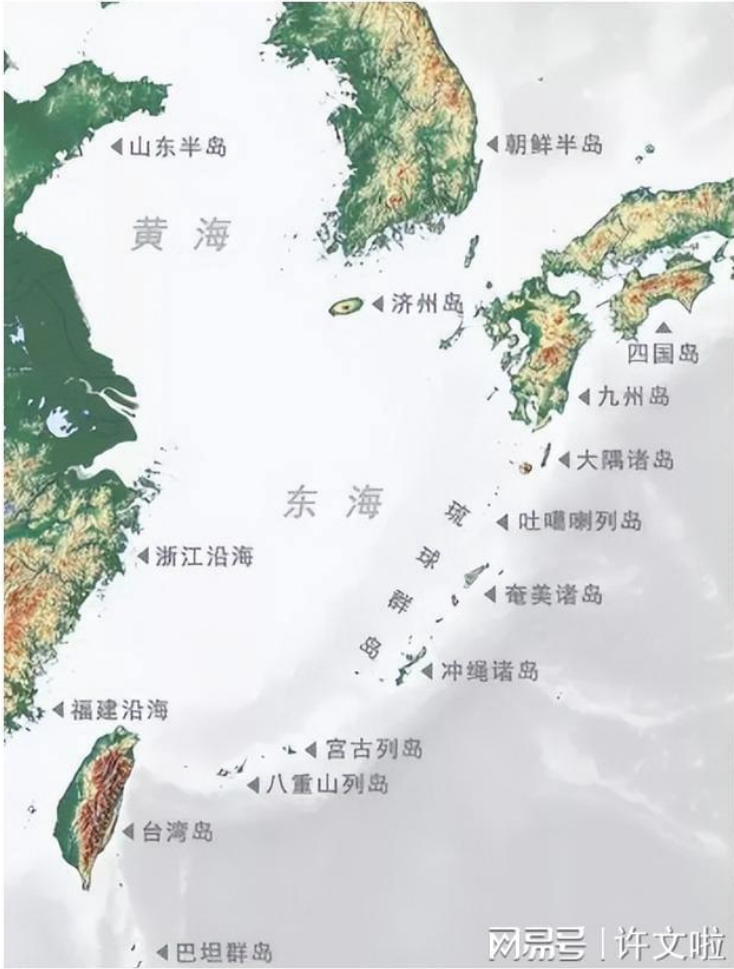 山东半岛
朝鲜半岛
黄海
济州岛
四国岛
九州岛
大隅诸岛
东海
吐噶喇列岛
琉球群岛
浙江沿海
奄美诸岛
冲绳诸岛
福建沿海
宫古列岛
八重山列岛
台湾岛
巴坦群岛
网易号 | 许文啦